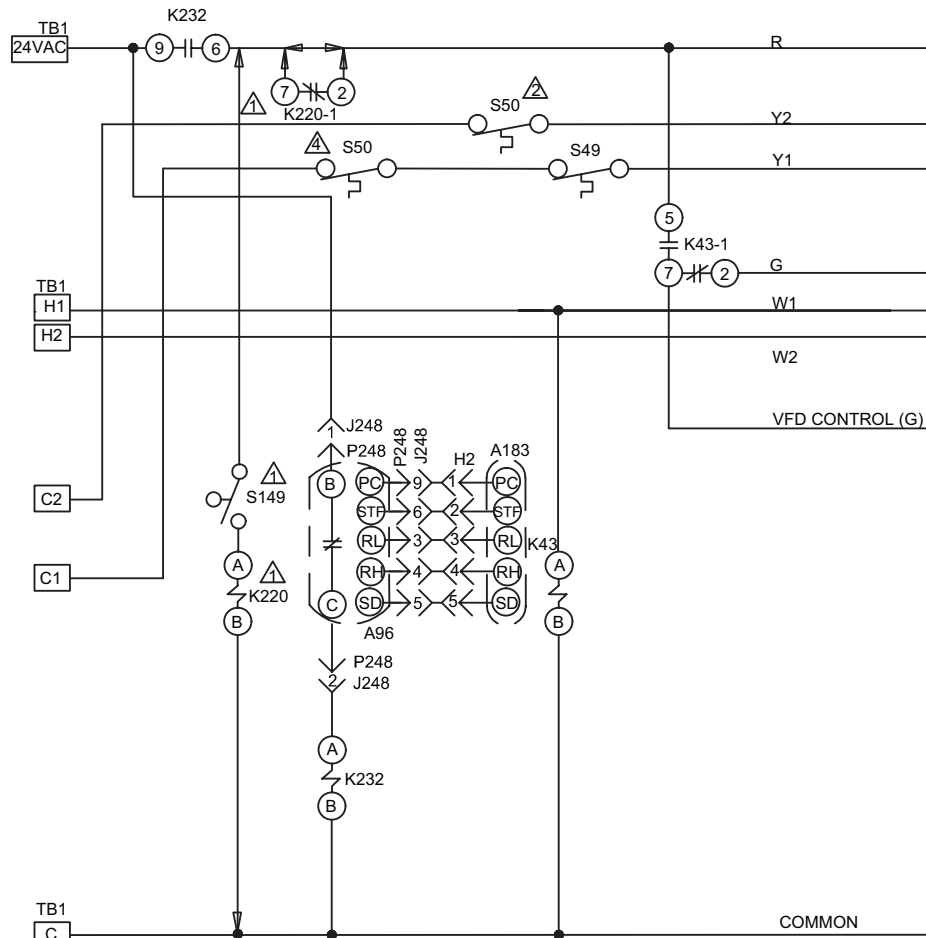 K232
TB1
24VAC
9
6
R
7
2
1
K220-1
S50
2
Y2
4
S50
S49
Y1
5
K43-1
7
2
G
TB1
H1
W1
H2
W2
VFD CONTROL (G)
1
J248
P248
P248
J248
H2
A183
B
PC
9
1
PC
S149
1
C2
STF
6
2
STF
RL
3
3
RL
K43
A
1
RH
4
4
RH
A
C1
K220
C
SD
5
5
SD
B
B
A96
P248
2
J248
A
K232
B
TB1
C
COMMON